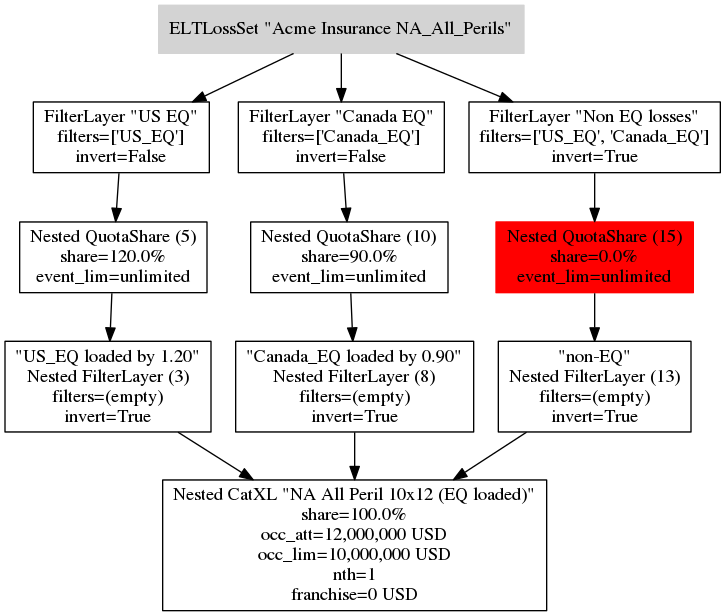 ELTLossSet "Acme Insurance NA_All_Perils"
FilterLayer "US EQ"
filters=['US_EQ']
invert=False
FilterLayer "Canada EQ"
filters=['Canada_EQ']
invert=False
FilterLayer "Non EQ losses"
filters=['US_EQ', 'Canada_EQ']
invert=True
Nested QuotaShare (5)
share=120.0%
event_lim=unlimited
Nested QuotaShare (10)
share=90.0%
event_lim=unlimited
Nested QuotaShare (15)
share=0.0%
event_lim=unlimited
"US_EQ loaded by 1.20"
Nested FilterLayer (3)
filters=(empty)
invert=True
"Canada_EQ loaded by 0.90"
Nested FilterLayer (8)
filters=(empty)
invert=True
"non-EQ"
Nested FilterLayer (13)
filters=(empty)
invert=True
Nested CatXL "NA All Peril 10x12 (EQ loaded)"
share=100.0%
occ_att=12,000,000 USD
occ_lim=10,000,000 USD
nth=1
franchise=0 USD